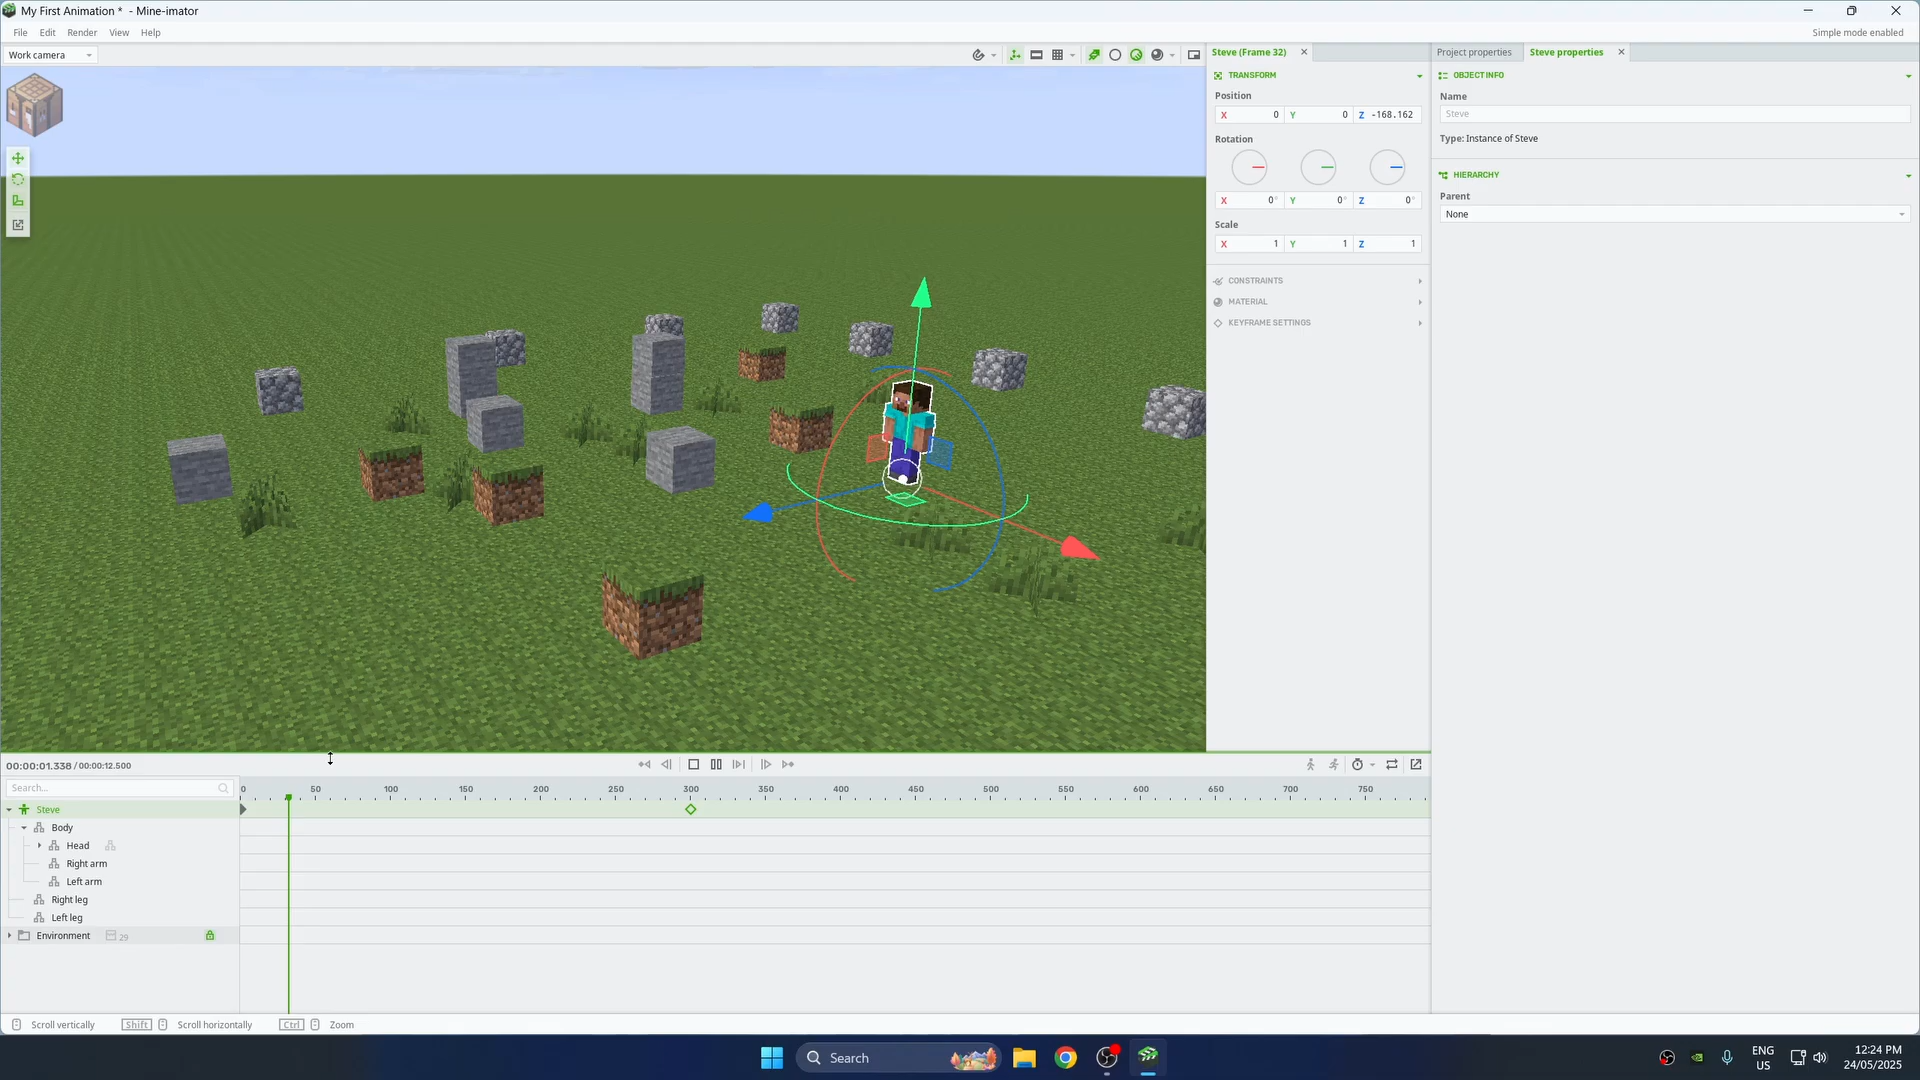 My First Animation * - Mine-imator
File Edit Render View Help
Simple mode enabled
Work camera
Steve (Frame 32)
TRANSFORM
Position
X 0 Y 0 Z -168.162
Rotation
X 0° Y 0° Z 0°
Scale
X 1 Y 1 Z 1
CONSTRAINTS
MATERIAL
KEYFRAME SETTINGS
Project properties Steve properties
OBJECT INFO
Name
Steve
Type: Instance of Steve
HIERARCHY
Parent
None
00:00:01.338 / 00:00:12.500
Search...
0 50 100 150 200 250 300 350 400 450 500 550 600 650 700 750
Steve
Body
Head
Right arm
Left arm
Right leg
Left leg
Environment 29
Scroll vertically Shift Scroll horizontally Ctrl Zoom
Search
ENG
US
12:24 PM
24/05/2025